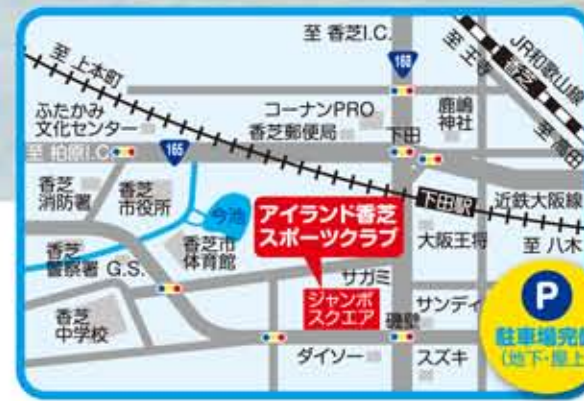 至 香芝I.C.
168
JR和歌山線
至 王寺
香芝
至 高田
至 上本町
ふたかみ
文化センター
コーナンPRO
香芝郵便局
下田
鹿嶋
神社
至 柏原I.C.
165
香芝
消防署
香芝
市役所
今池
アイランド香芝
スポーツクラブ
下田駅
近鉄大阪線
大阪王将
至 八木
香芝
警察署
G.S.
香芝市
体育館
サガミ
ジャンボ
スクエア
サンディ
香芝
中学校
磯壁
ダイソー
スズキ
P
駐車場完備
(地下・屋上